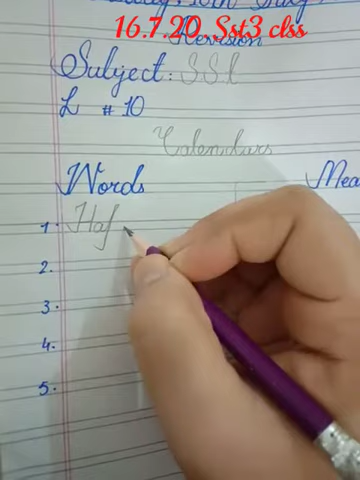 16.7.20. Sst3 clss
Revision
Subject: SSt
L # 10
Calendars
Words Mea
1. Haf
2.
3.
4.
5.